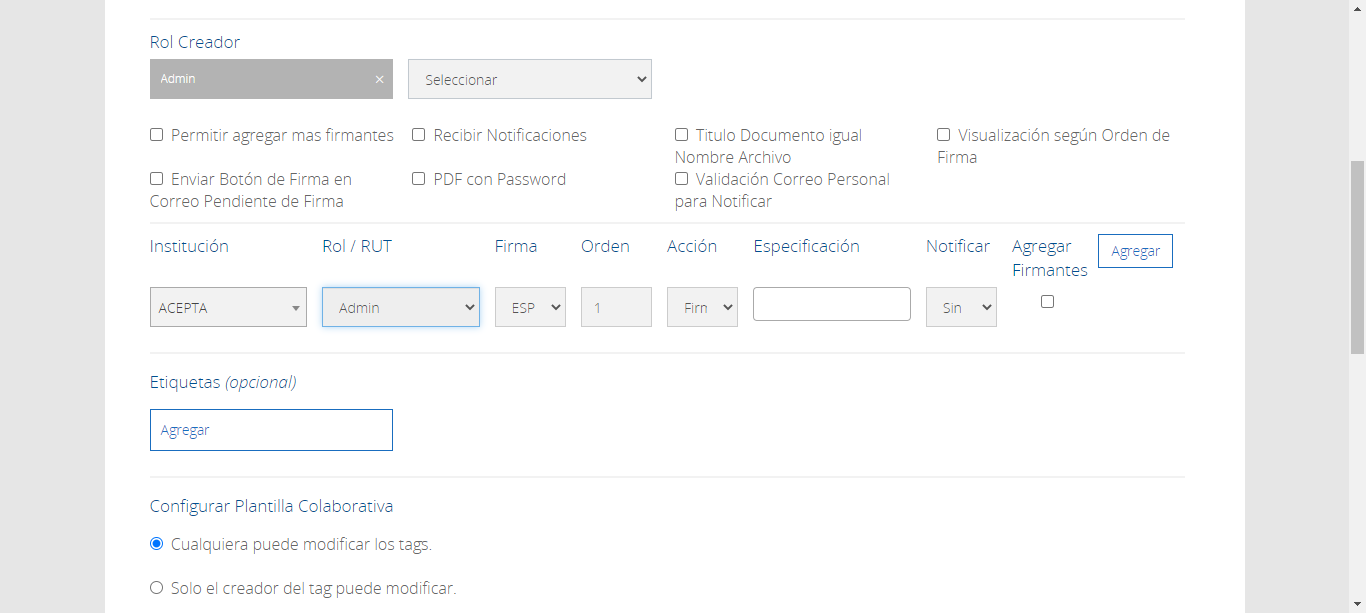 Rol Creador
Admin ×
Seleccionar
Permitir agregar mas firmantes
Recibir Notificaciones
Titulo Documento igual
Nombre Archivo
Visualización según Orden de
Firma
Enviar Botón de Firma en
Correo Pendiente de Firma
PDF con Password
Validación Correo Personal
para Notificar
Institución Rol / RUT Firma Orden Acción Especificación Notificar Agregar
Firmantes
Agregar
ACEPTA Admin ESP 1 Firn Sin
Etiquetas (opcional)
Agregar
Configurar Plantilla Colaborativa
Cualquiera puede modificar los tags.
Solo el creador del tag puede modificar.